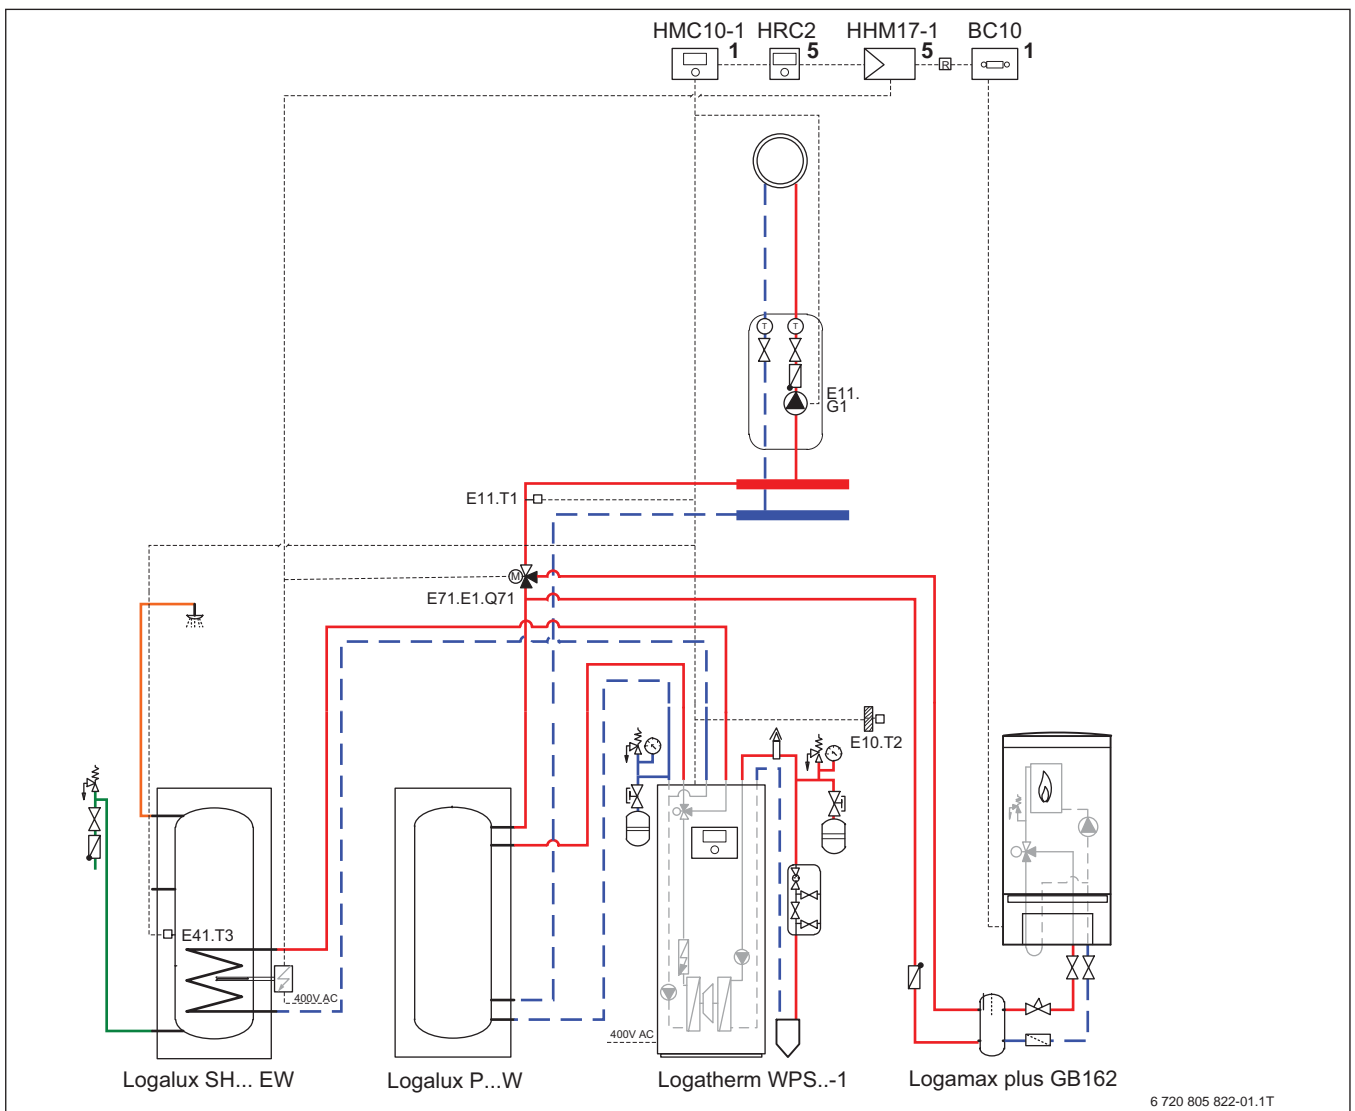 HMC10-1 HRC2 HHM17-1 BC10
1 5 5 1
R
T T
E11.
G1
E11.T1
M
E71.E1.Q71
E10.T2
E41.T3
400V AC
400V AC
Logalux SH... EW
Logalux P...W
Logatherm WPS..-1
Logamax plus GB162
6 720 805 822-01.1T